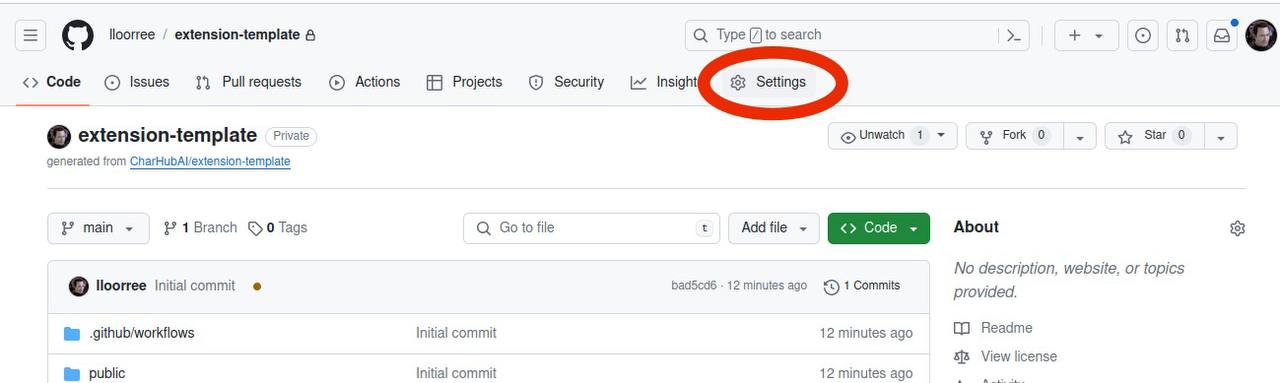 lloorree / extension-template Type / to search
Code Issues Pull requests Actions Projects Security Insights Settings
extension-template Private Unwatch 1 Fork 0 Star 0
generated from CharHubAI/extension-template
main 1 Branch 0 Tags Go to file t Add file Code About
No description, website, or topics
provided.
lloorree Initial commit bad5cd6 · 12 minutes ago 1 Commits
Readme
.github/workflows Initial commit 12 minutes ago
View license
public Initial commit 12 minutes ago